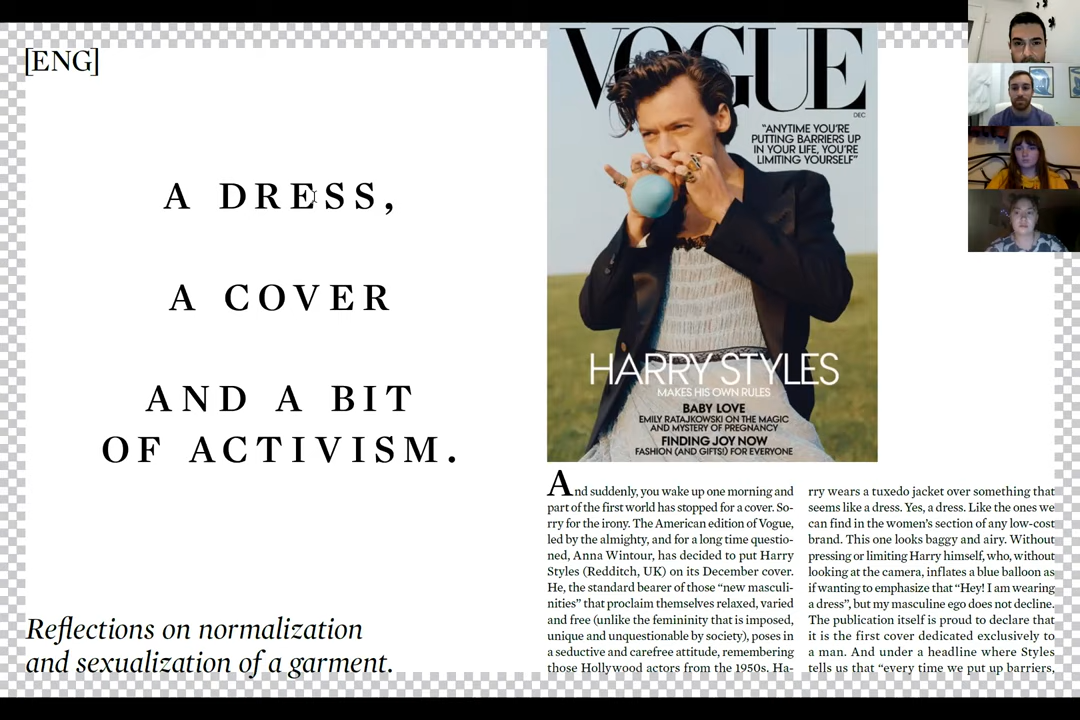 [ENG]
A DRESS,
A COVER
AND A BIT
OF ACTIVISM.
Reflections on normalization
and sexualization of a garment.
VOGUE
DEC
“ANYTIME YOU’RE
PUTTING BARRIERS UP
IN YOUR LIFE, YOU’RE
LIMITING YOURSELF”
HARRY STYLES
MAKES HIS OWN RULES
BABY LOVE
EMILY RATAJKOWSKI ON THE MAGIC
AND MYSTERY OF PREGNANCY
FINDING JOY NOW
FASHION (AND GIFTS!) FOR EVERYONE
And suddenly, you wake up one morning and
part of the first world has stopped for a cover. So-
rry for the irony. The American edition of Vogue,
led by the almighty, and for a long time questio-
ned, Anna Wintour, has decided to put Harry
Styles (Redditch, UK) on its December cover.
He, the standard bearer of those “new masculi-
nities” that proclaim themselves relaxed, varied
and free (unlike the femininity that is imposed,
unique and unquestionable by society), poses in
a seductive and carefree attitude, remembering
those Hollywood actors from the 1950s. Ha-
rry wears a tuxedo jacket over something that
seems like a dress. Yes, a dress. Like the ones we
can find in the women’s section of any low-cost
brand. This one looks baggy and airy. Without
pressing or limiting Harry himself, who, without
looking at the camera, inflates a blue balloon as
if wanting to emphasize that “Hey! I am wearing
a dress”, but my masculine ego does not decline.
The publication itself is proud to declare that
it is the first cover dedicated exclusively to
a man. And under a headline where Styles
tells us that “every time we put up barriers,